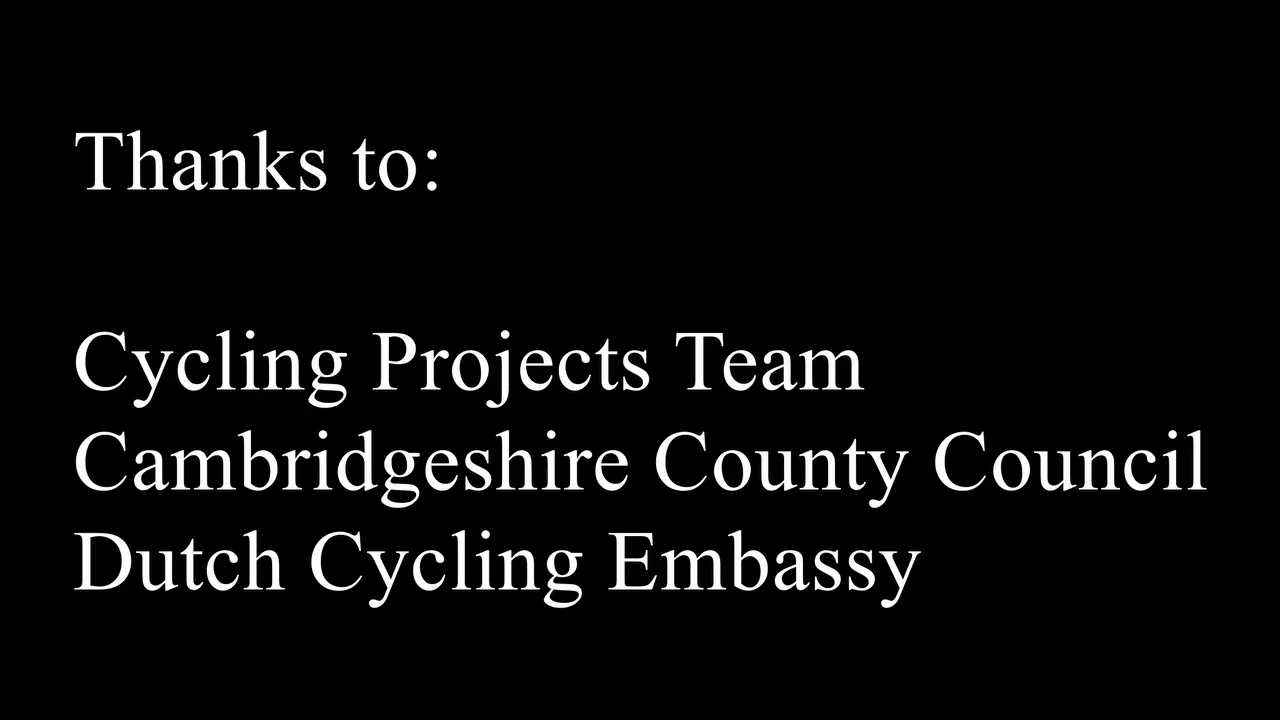 Thanks to:
Cycling Projects Team
Cambridgeshire County Council
Dutch Cycling Embassy